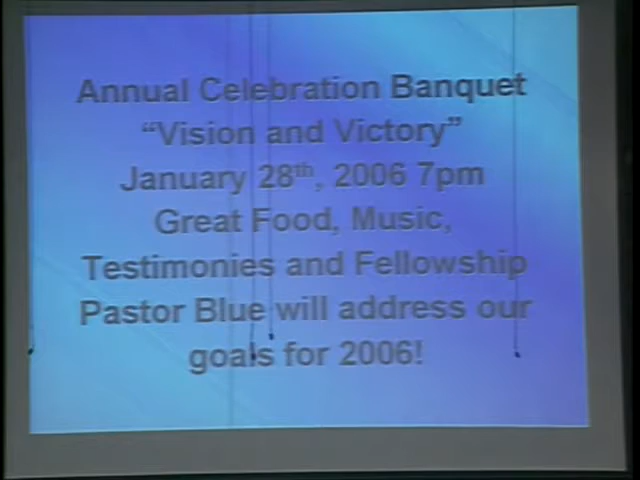 Annual Celebration Banquet
“Vision and Victory”
January 28th, 2006 7pm
Great Food, Music,
Testimonies and Fellowship
Pastor Blue will address our
goals for 2006!